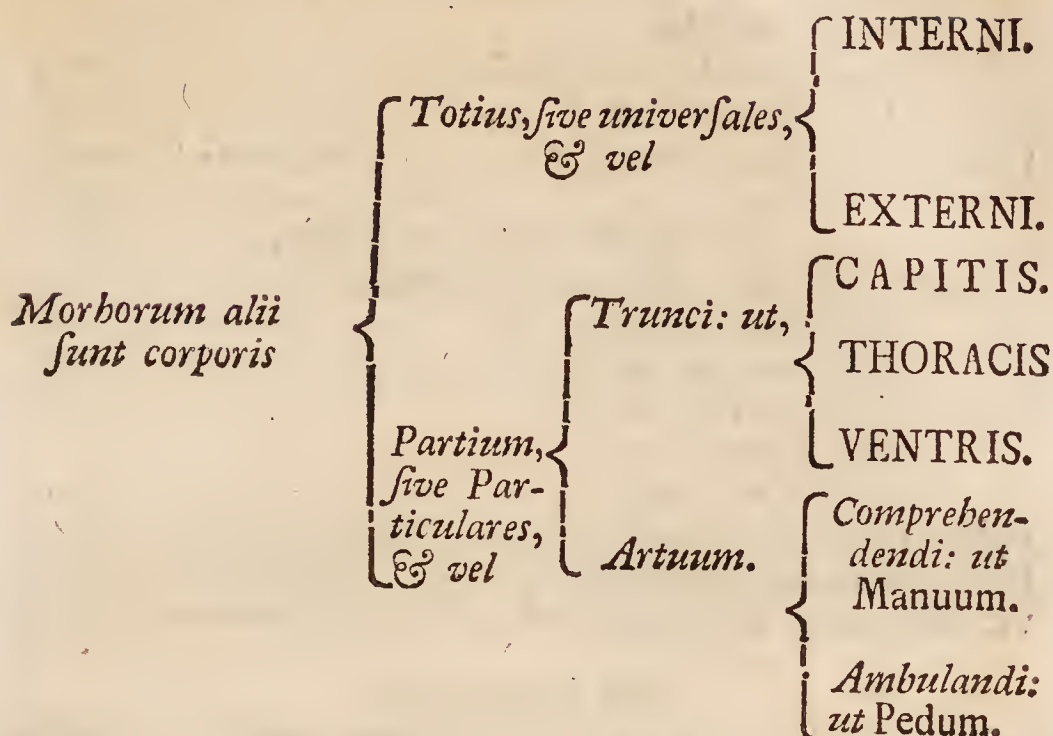 Morborum alii
ſunt corporis
Totius, ſive univerſales,
& vel
INTERNI.
EXTERNI.
Partium,
ſive Par-
ticulares,
& vel
Trunci: ut,
CAPITIS.
THORACIS
VENTRIS.
Artuum.
Comprehen-
dendi: ut
Manuum.
Ambulandi:
ut Pedum.